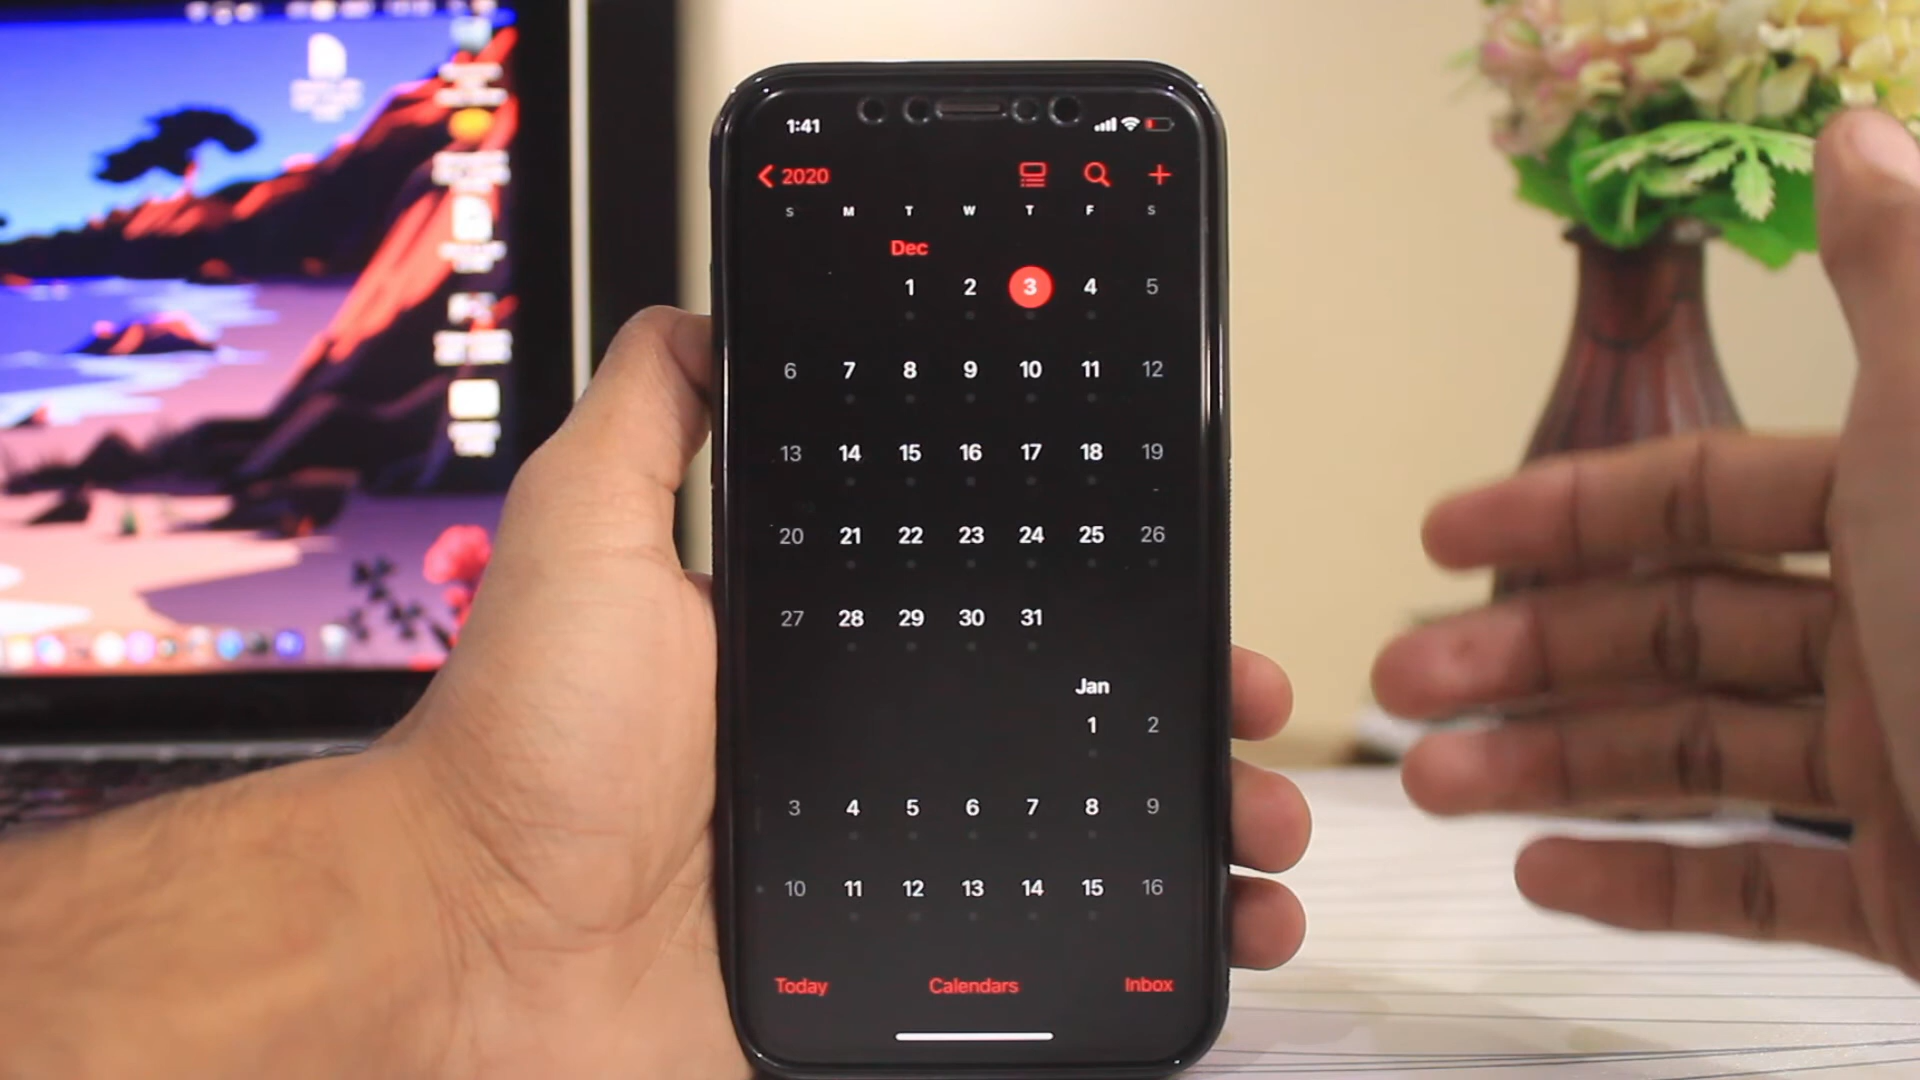 1:41
2020
S M T W T F S
Dec
1 2 3 4 5
6 7 8 9 10 11 12
13 14 15 16 17 18 19
20 21 22 23 24 25 26
27 28 29 30 31
Jan
1 2
3 4 5 6 7 8 9
10 11 12 13 14 15 16
Today Calendars Inbox